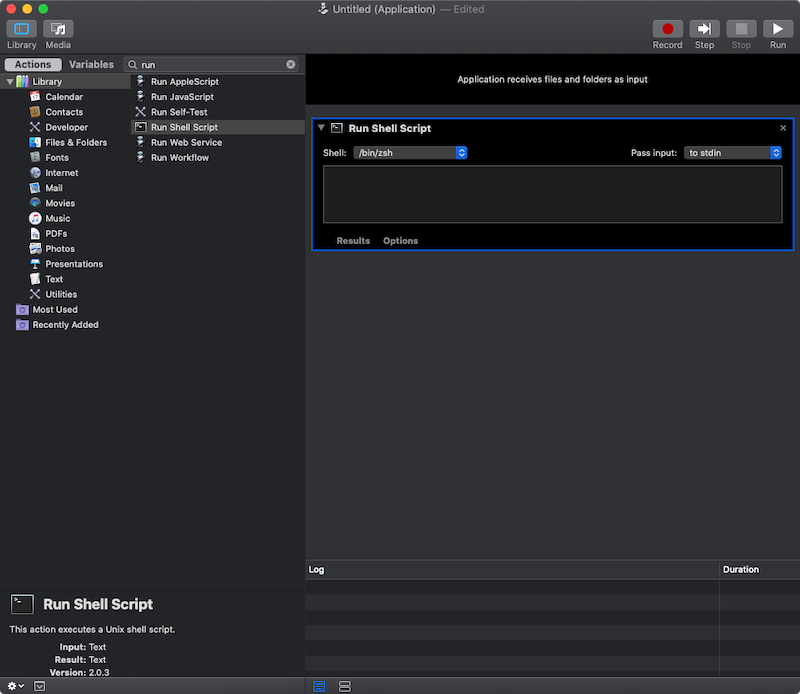 Untitled (Application) — Edited
Library
Media
Record
Step
Stop
Run
Actions
Variables
run
Application receives files and folders as input
Library
Calendar
Contacts
Developer
Files & Folders
Fonts
Internet
Mail
Movies
Music
PDFs
Photos
Presentations
Text
Utilities
Most Used
Recently Added
Run AppleScript
Run JavaScript
Run Self-Test
Run Shell Script
Run Web Service
Run Workflow
Run Shell Script
Shell: /bin/zsh
Pass input: to stdin
Results Options
Log Duration
Run Shell Script
This action executes a Unix shell script.
Input: Text
Result: Text
Version: 2.0.3